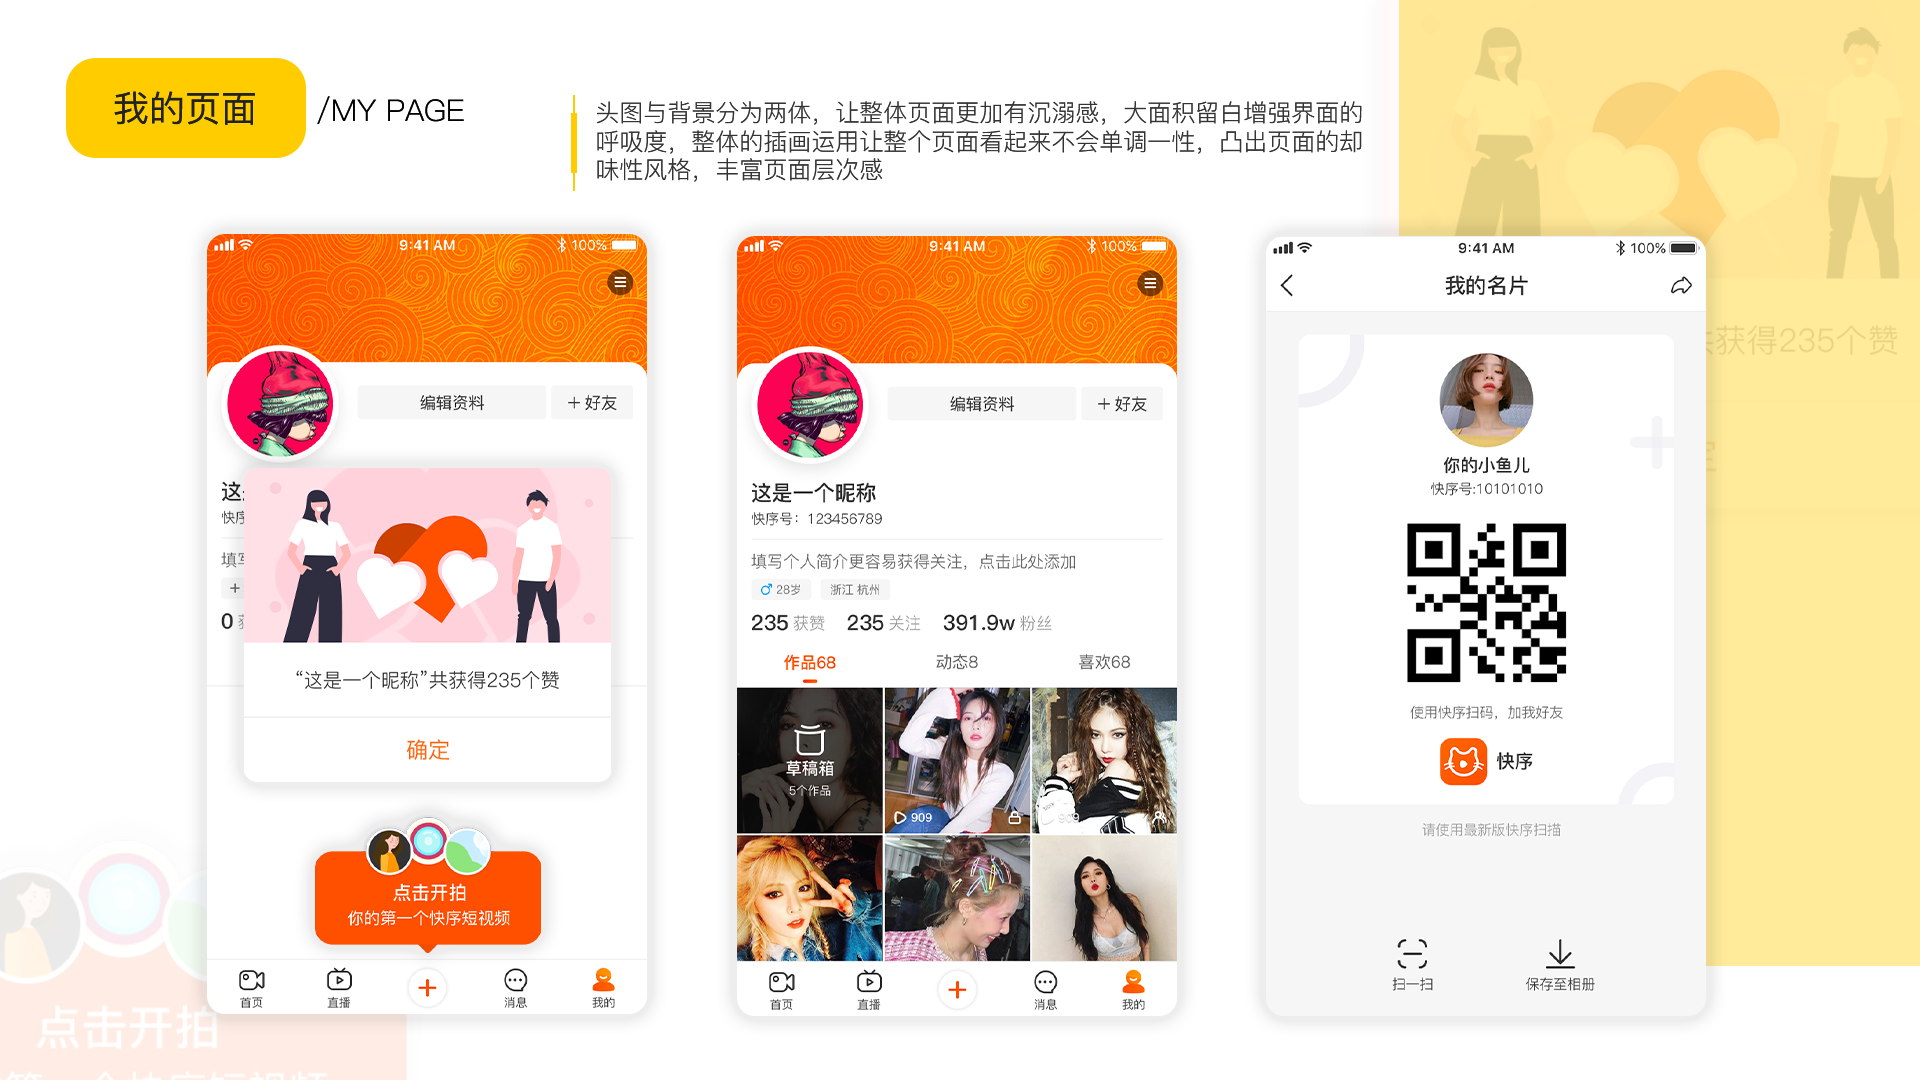 我的页面
/MY PAGE
头图与背景分为两体，让整体页面更加有沉溺感，大面积留白增强界面的
呼吸度，整体的插画运用让整个页面看起来不会单调一性，凸出页面的却
味性风格，丰富页面层次感
9:41 AM
100%
编辑资料
+ 好友
这
快序
填写
+
0 获
“这是一个昵称”共获得235个赞
确定
点击开拍
你的第一个快序短视频
首页
直播
消息
我的
9:41 AM
100%
编辑资料
+ 好友
这是一个昵称
快序号：123456789
填写个人简介更容易获得关注，点击此处添加
28岁
浙江 杭州
235 获赞 235 关注 391.9w 粉丝
作品68 动态8 喜欢68
草稿箱
5个作品
909
909
首页
直播
消息
我的
9:41 AM
100%
我的名片
你的小鱼儿
快序号:10101010
使用快序扫码，加我好友
快序
请使用最新版快序扫描
扫一扫
保存至相册
共获得235个赞
定
点击开拍
第一个快序短视频